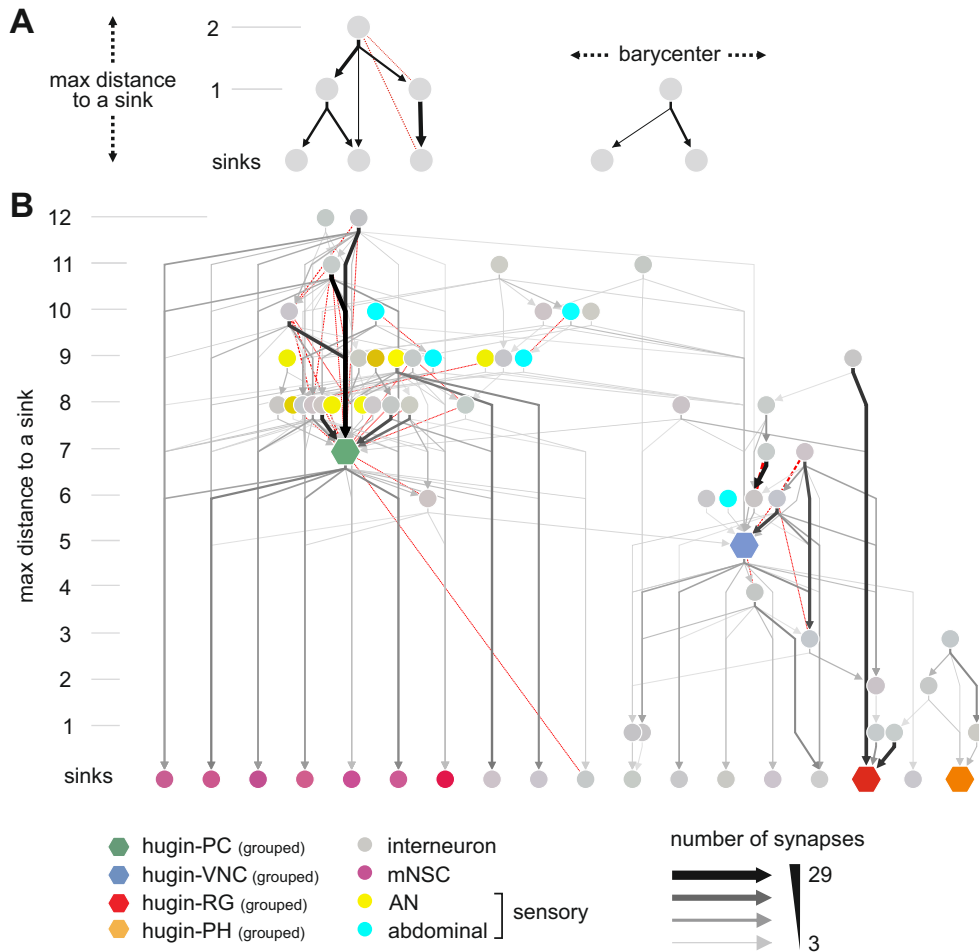 A
max distance
to a sink
2
1
sinks
barycenter
B
max distance to a sink
12
11
10
9
8
7
6
5
4
3
2
1
sinks
hugin-PC (grouped)
hugin-VNC (grouped)
hugin-RG (grouped)
hugin-PH (grouped)
interneuron
mNSC
AN
abdominal
sensory
number of synapses
29
3